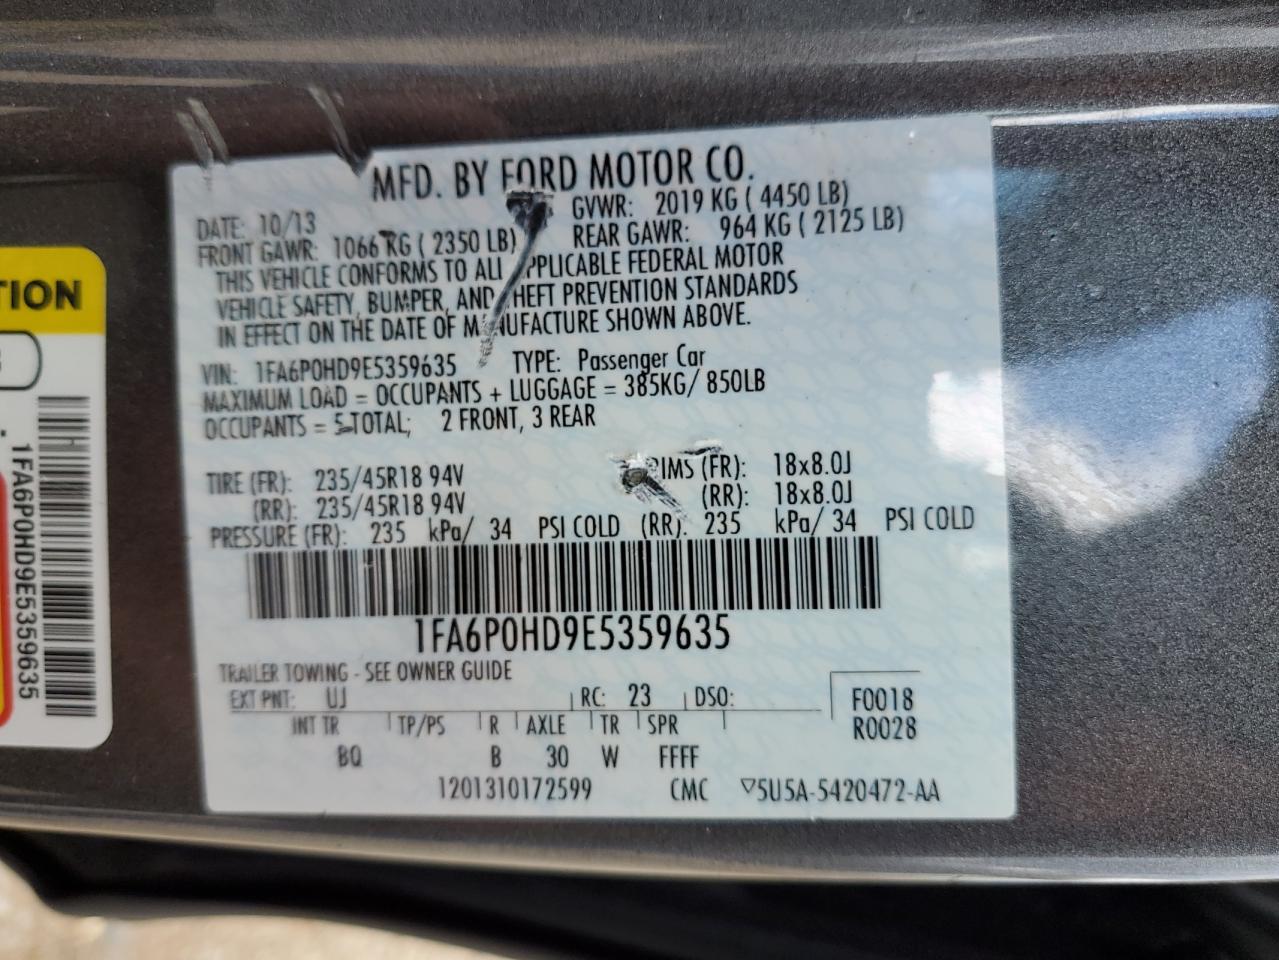 MFD. BY FORD MOTOR CO.
DATE: 10/13 GVWR: 2019 KG ( 4450 LB)
FRONT GAWR: 1066 KG ( 2350 LB) REAR GAWR: 964 KG ( 2125 LB)
THIS VEHICLE CONFORMS TO ALL APPLICABLE FEDERAL MOTOR
VEHICLE SAFETY, BUMPER, AND THEFT PREVENTION STANDARDS
IN EFFECT ON THE DATE OF MANUFACTURE SHOWN ABOVE.
VIN: 1FA6P0HD9E5359635 TYPE: Passenger Car
MAXIMUM LOAD = OCCUPANTS + LUGGAGE = 385KG/ 850LB
OCCUPANTS = 5 TOTAL; 2 FRONT, 3 REAR
TIRE (FR): 235/45R18 94V RIMS (FR): 18x8.0J
(RR): 235/45R18 94V (RR): 18x8.0J
PRESSURE (FR): 235 kPa/ 34 PSI COLD (RR): 235 kPa/ 34 PSI COLD
1FA6P0HD9E5359635
TRAILER TOWING - SEE OWNER GUIDE
EXT PNT: UJ RC: 23 DSO: F0018
INT TR TP/PS R AXLE TR SPR R0028
BQ B 30 W FFFF
1201310172599 CMC ▽5U5A-5420472-AA
TION
1FA6P0HD9E5359635